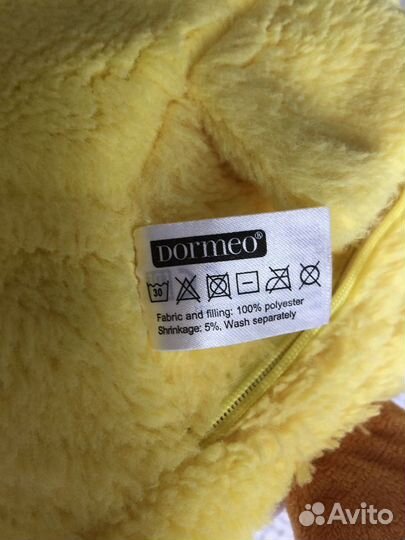 Dormeo®
30
Fabric and filling: 100% polyester
Shrinkage: 5%, Wash separately
Avito